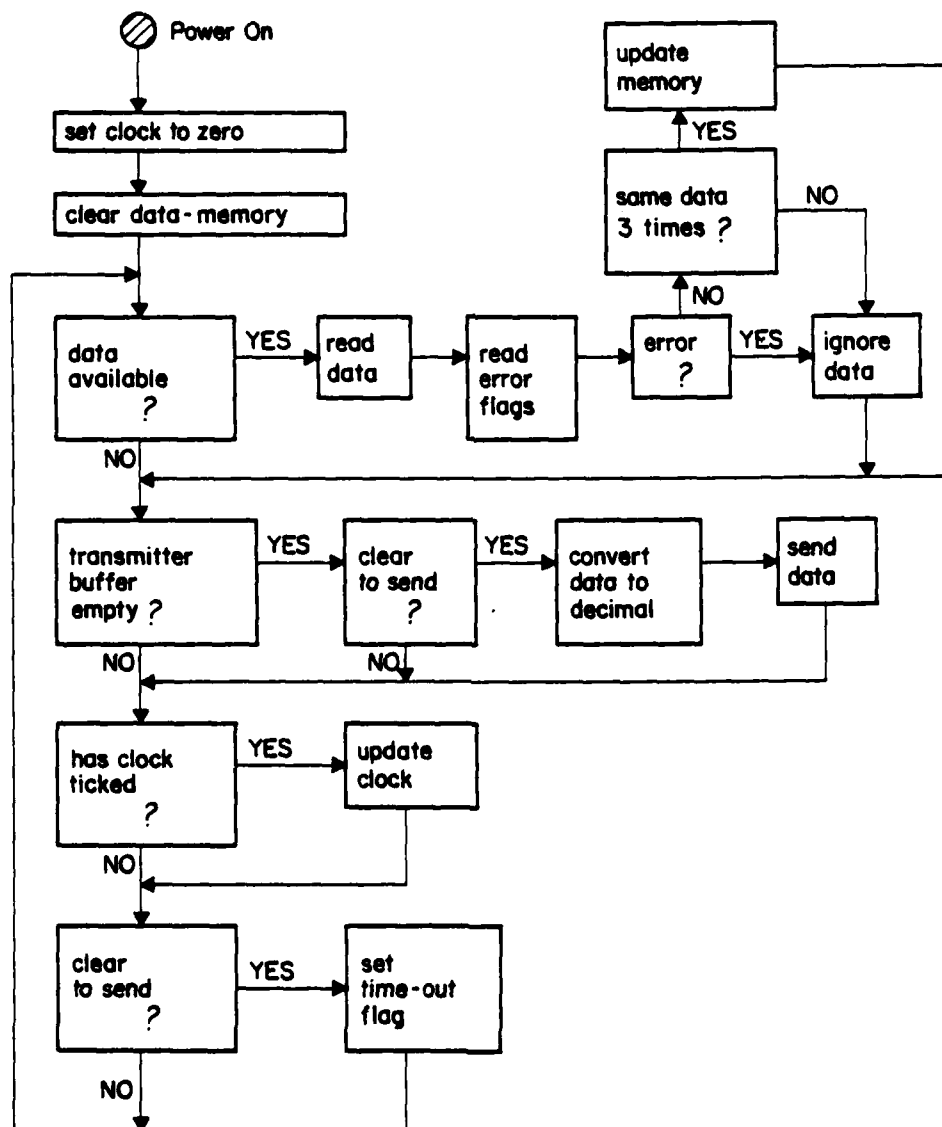 Power On
set clock to zero
clear data-memory
update
memory
YES
same data
3 times ?
NO
NO
data
available
?
YES
read
data
read
error
flags
error
?
YES
ignore
data
NO
transmitter
buffer
empty ?
YES
clear
to send
?
YES
convert
data to
decimal
send
data
NO
NO
has clock
ticked
?
YES
update
clock
NO
clear
to send
?
YES
set
time-out
flag
NO